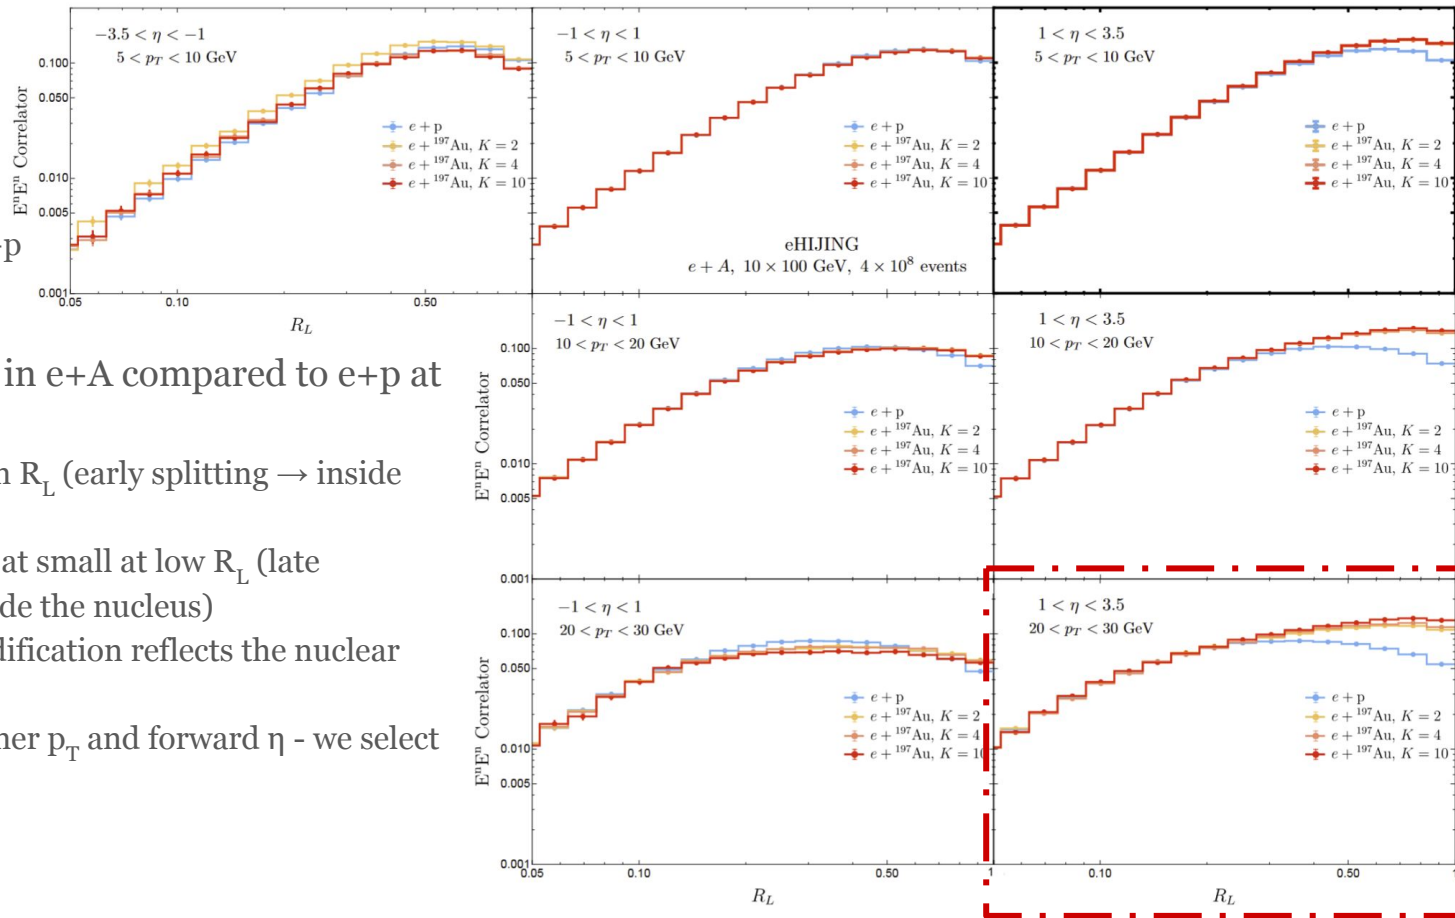 -p
in e+A compared to e+p at
R_L (early splitting → inside
at small at low R_L (late
the nucleus)
reflects the nuclear
p_T and forward η - we select
−3.5 < η < −1
5 < p_T < 10 GeV
EⁿEⁿ Correlator
0.100
0.050
0.010
0.005
0.001
e + p
e + ¹⁹⁷Au, K = 2
e + ¹⁹⁷Au, K = 4
e + ¹⁹⁷Au, K = 10
0.05
0.10
0.50
R_L
−1 < η < 1
5 < p_T < 10 GeV
e + p
e + ¹⁹⁷Au, K = 2
e + ¹⁹⁷Au, K = 4
e + ¹⁹⁷Au, K = 10
eHIJING
e + A, 10 × 100 GeV, 4 × 10⁸ events
1 < η < 3.5
5 < p_T < 10 GeV
e + p
e + ¹⁹⁷Au, K = 2
e + ¹⁹⁷Au, K = 4
e + ¹⁹⁷Au, K = 10
−1 < η < 1
10 < p_T < 20 GeV
EⁿEⁿ Correlator
0.100
0.050
0.010
0.005
0.001
e + p
e + ¹⁹⁷Au, K = 2
e + ¹⁹⁷Au, K = 4
e + ¹⁹⁷Au, K = 10
1 < η < 3.5
10 < p_T < 20 GeV
e + p
e + ¹⁹⁷Au, K = 2
e + ¹⁹⁷Au, K = 4
e + ¹⁹⁷Au, K = 10
−1 < η < 1
20 < p_T < 30 GeV
EⁿEⁿ Correlator
0.100
0.050
0.010
0.005
0.001
e + p
e + ¹⁹⁷Au, K = 2
e + ¹⁹⁷Au, K = 4
e + ¹⁹⁷Au, K = 10
0.05
0.10
0.50
1
R_L
1 < η < 3.5
20 < p_T < 30 GeV
e + p
e + ¹⁹⁷Au, K = 2
e + ¹⁹⁷Au, K = 4
e + ¹⁹⁷Au, K = 10
0.10
0.50
1
R_L